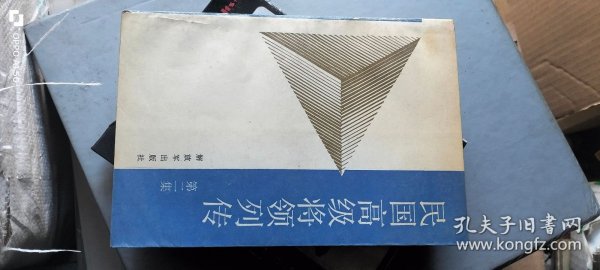 民国高级将领列传
第二集
解放军出版社
孔夫子旧书网
www.kongfz.com